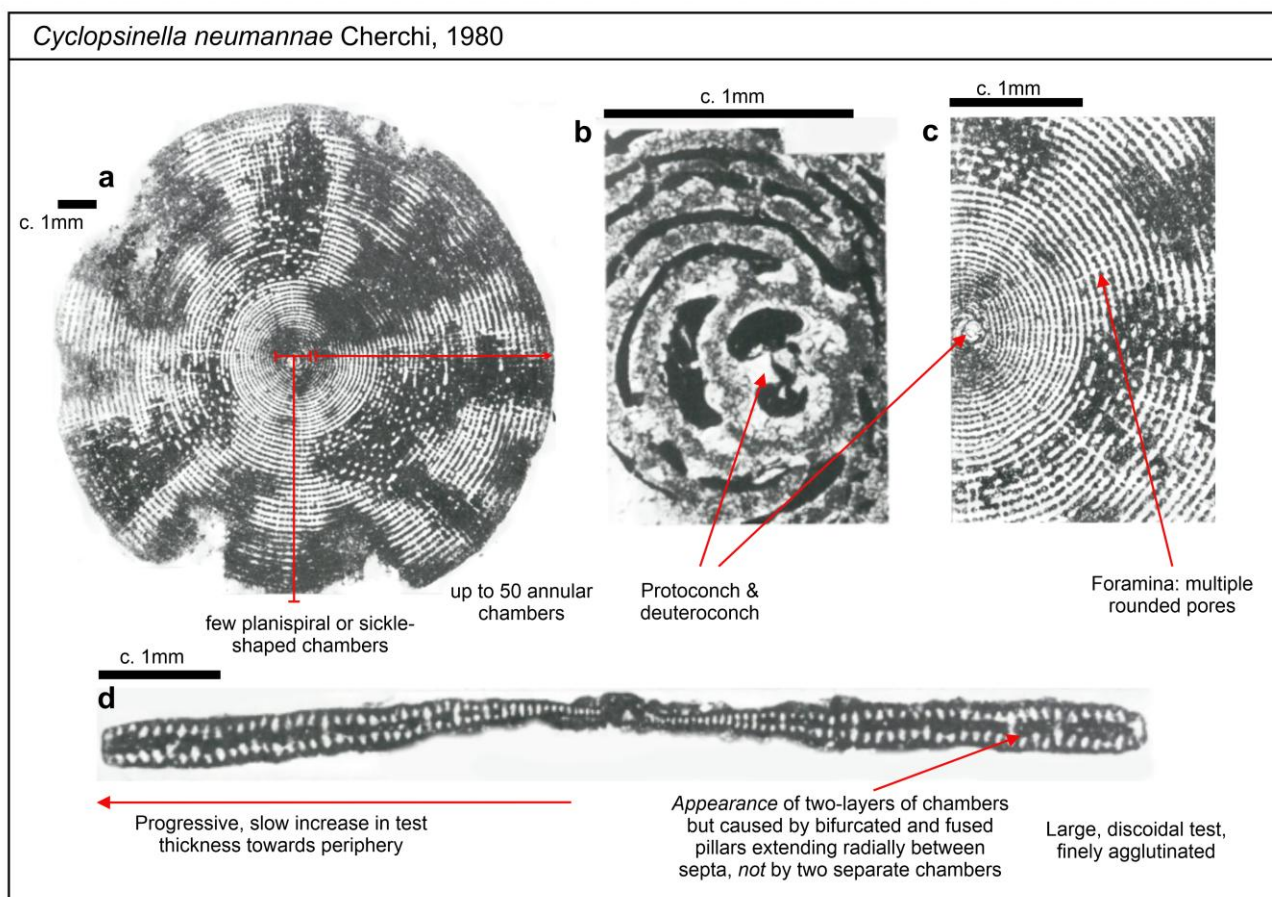 Cyclopsinella neumannae Cherchi, 1980
a
c. 1mm
c. 1mm
b
c
c. 1mm
up to 50 annular
chambers
few planispiral or sickle-
shaped chambers
Protoconch &
deuteroconch
Foramina: multiple
rounded pores
c. 1mm
d
Progressive, slow increase in test
thickness towards periphery
Appearance of two-layers of chambers
but caused by bifurcated and fused
pillars extending radially between
septa, not by two separate chambers
Large, discoidal test,
finely agglutinated